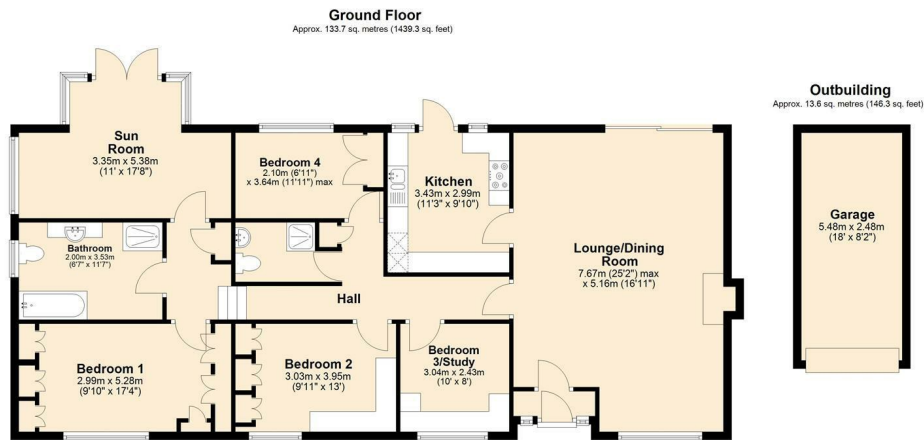 Ground Floor
Approx. 133.7 sq. metres (1439.3 sq. feet)
Outbuilding
Approx. 13.6 sq. metres (146.3 sq. feet)
Sun
Room
3.35m x 5.38m
(11' x 17'8")
Bedroom 4
2.10m (6'11")
x 3.64m (11'11") max
Kitchen
3.43m x 2.99m
(11'3" x 9'10")
Garage
5.48m x 2.48m
(18' x 8'2")
Bathroom
2.00m x 3.53m
(6'7" x 11'7")
Lounge/Dining
Room
7.67m (25'2") max
x 5.16m (16'11")
Hall
Bedroom 1
2.99m x 5.28m
(9'10" x 17'4")
Bedroom 2
3.03m x 3.95m
(9'11" x 13')
Bedroom
3/Study
3.04m x 2.43m
(10' x 8')